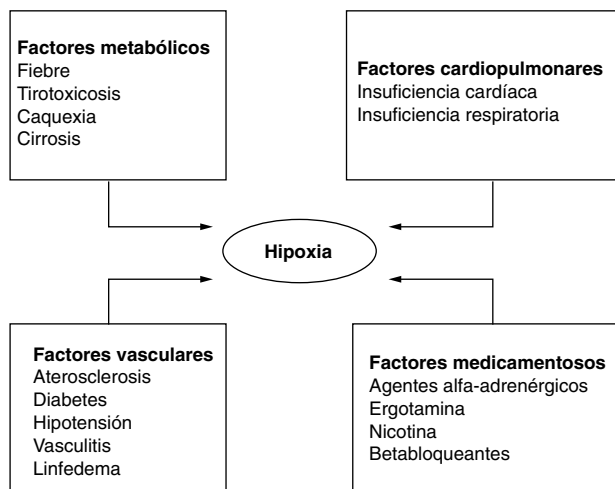 Factores metabólicos
Fiebre
Tirotoxicosis
Caquexia
Cirrosis
Factores cardiopulmonares
Insuficiencia cardíaca
Insuficiencia respiratoria
Hipoxia
Factores vasculares
Aterosclerosis
Diabetes
Hipotensión
Vasculitis
Linfedema
Factores medicamentosos
Agentes alfa-adrenérgicos
Ergotamina
Nicotina
Betabloqueantes